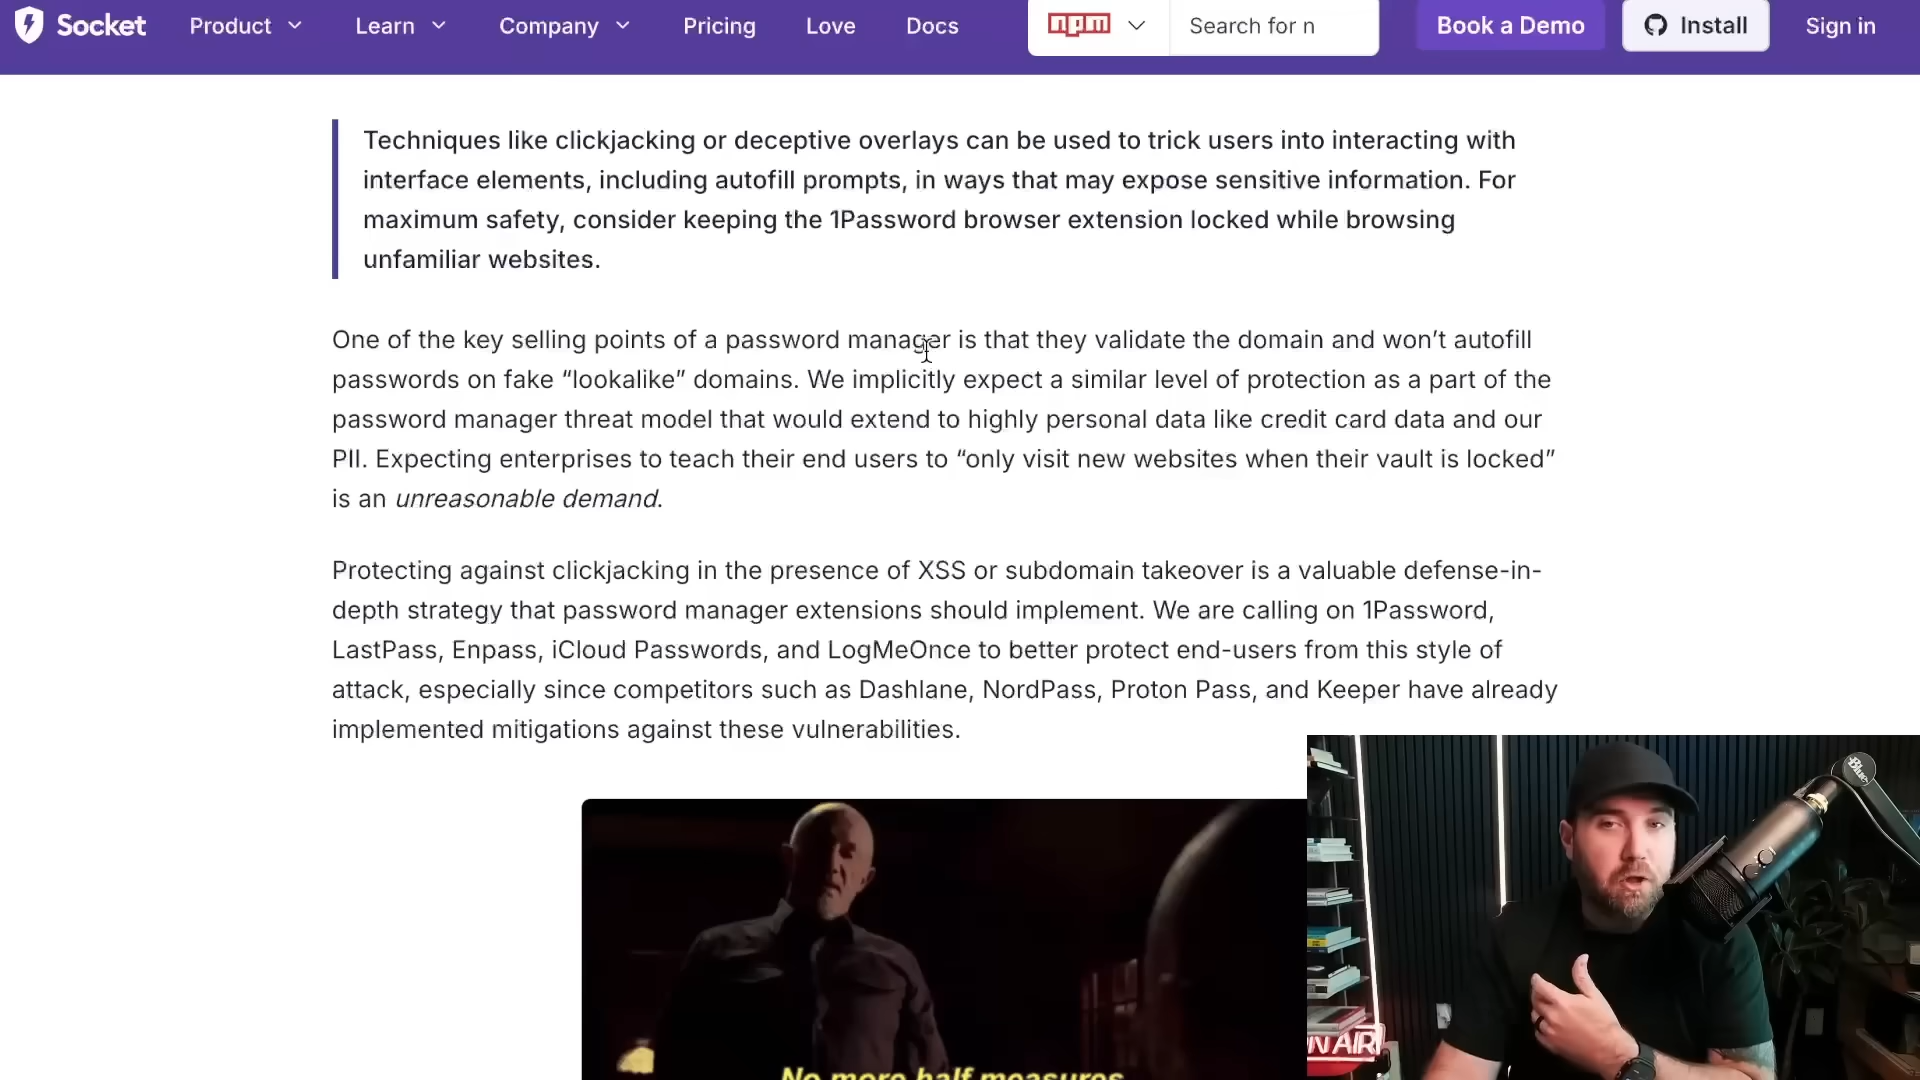 Socket Product Learn Company Pricing Love Docs npm Search for n Book a Demo Install Sign in
Techniques like clickjacking or deceptive overlays can be used to trick users into interacting with
interface elements, including autofill prompts, in ways that may expose sensitive information. For
maximum safety, consider keeping the 1Password browser extension locked while browsing
unfamiliar websites.
One of the key selling points of a password manager is that they validate the domain and won’t autofill
passwords on fake “lookalike” domains. We implicitly expect a similar level of protection as a part of the
password manager threat model that would extend to highly personal data like credit card data and our
PII. Expecting enterprises to teach their end users to “only visit new websites when their vault is locked”
is an unreasonable demand.
Protecting against clickjacking in the presence of XSS or subdomain takeover is a valuable defense-in-
depth strategy that password manager extensions should implement. We are calling on 1Password,
LastPass, Enpass, iCloud Passwords, and LogMeOnce to better protect end-users from this style of
attack, especially since competitors such as Dashlane, NordPass, Proton Pass, and Keeper have already
implemented mitigations against these vulnerabilities.
Blue
N AIR
No more half measures